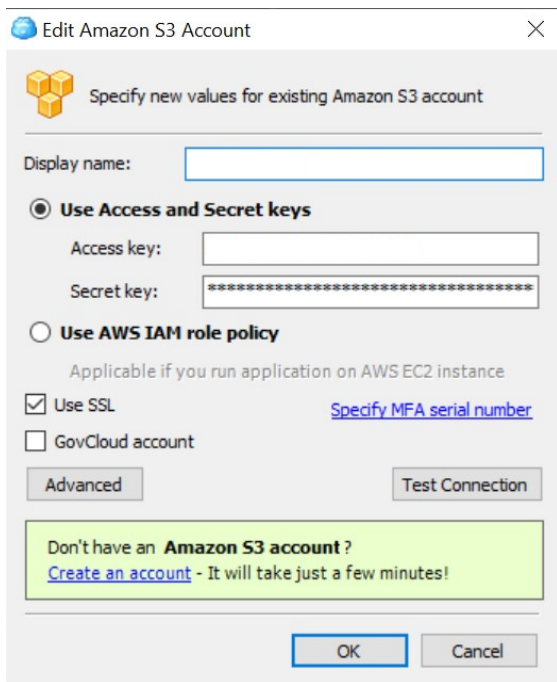 Edit Amazon S3 Account
Specify new values for existing Amazon S3 account
Display name:
Use Access and Secret keys
Access key:
Secret key: **********************************
Use AWS IAM role policy
Applicable if you run application on AWS EC2 instance
Use SSL
Specify MFA serial number
GovCloud account
Advanced
Test Connection
Don't have an Amazon S3 account ?
Create an account - It will take just a few minutes!
OK
Cancel